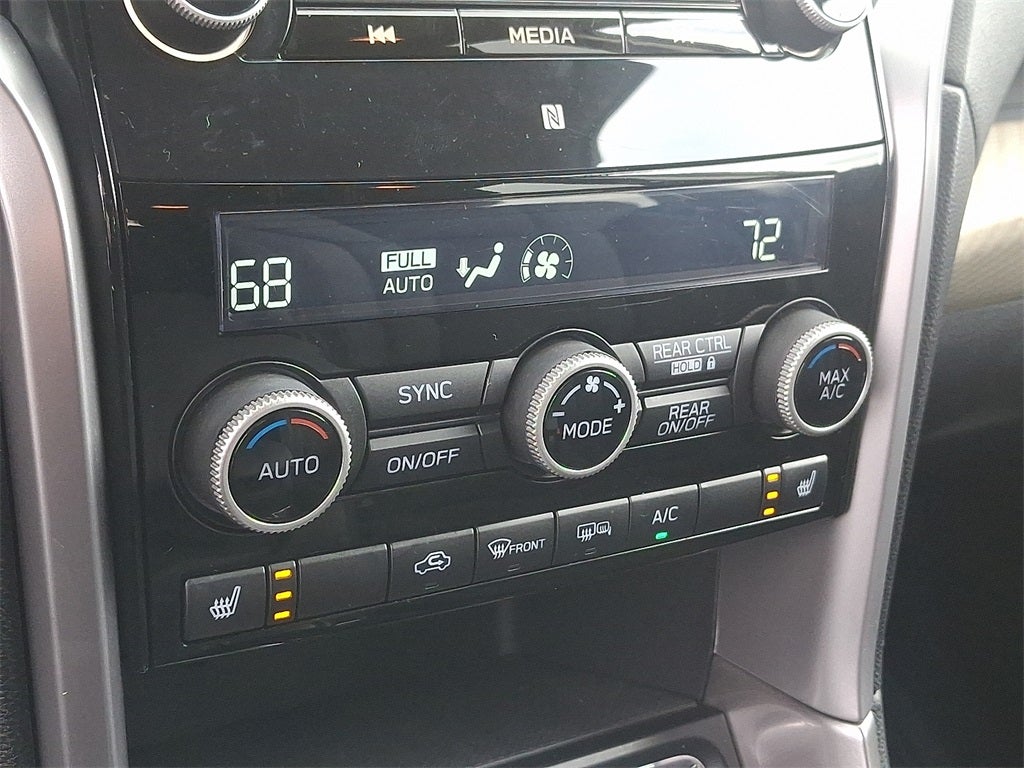 MEDIA
68
FULL
AUTO
72
SYNC
REAR CTRL
HOLD
MAX
A/C
AUTO
ON/OFF
MODE
REAR
ON/OFF
FRONT
A/C